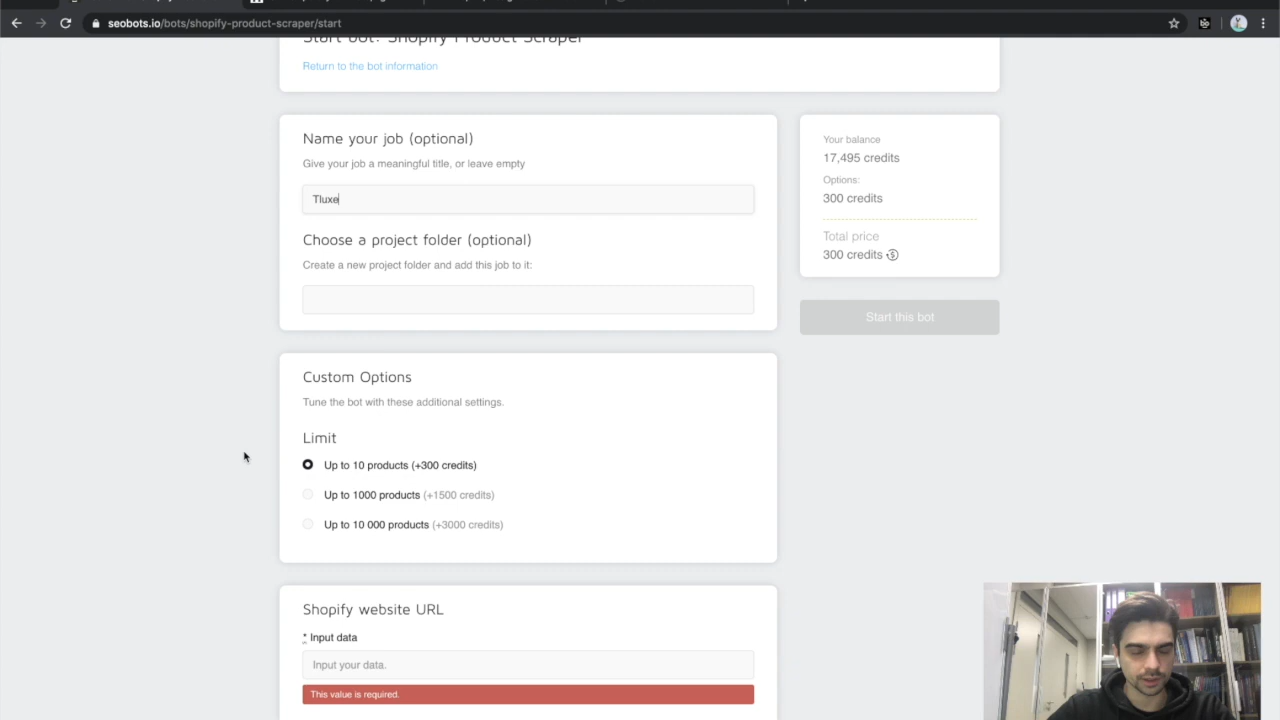 seobots.io/bots/shopify-product-scraper/start
Start bot: Shopify Product Scraper
Return to the bot information
Name your job (optional)
Give your job a meaningful title, or leave empty
Tluxe
Choose a project folder (optional)
Create a new project folder and add this job to it:
Your balance
17,495 credits
Options:
300 credits
Total price
300 credits
Start this bot
Custom Options
Tune the bot with these additional settings.
Limit
Up to 10 products (+300 credits)
Up to 1000 products (+1500 credits)
Up to 10 000 products (+3000 credits)
Shopify website URL
* Input data
Input your data.
This value is required.